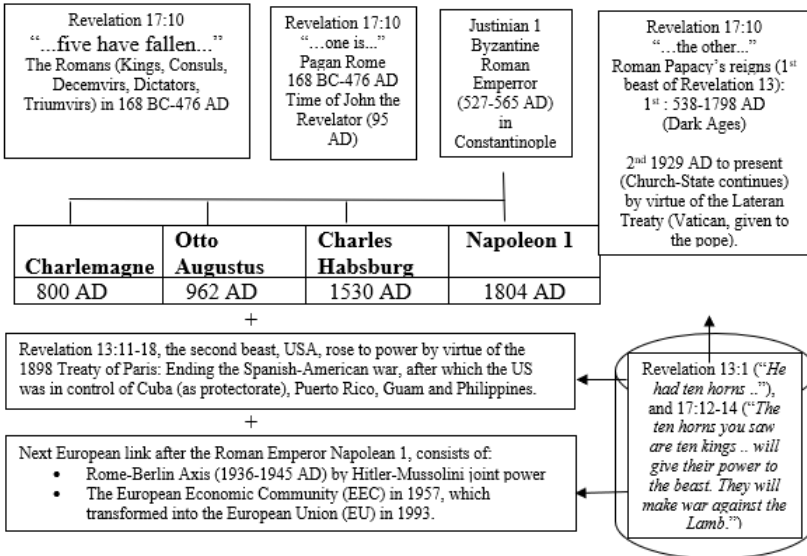 Revelation 17:10
“...five have fallen...”
The Romans (Kings, Consuls,
Decemvirs, Dictators,
Triumvirs) in 168 BC-476 AD
Revelation 17:10
“...one is...”
Pagan Rome
168 BC-476 AD
Time of John the
Revelator (95
AD)
Justinian 1
Byzantine
Roman
Emperror
(527-565 AD)
in
Constantinople
Revelation 17:10
“...the other...”
Roman Papacy’s reigns (1st
beast of Revelation 13):
1st : 538-1798 AD
(Dark Ages)
2nd 1929 AD to present
(Church-State continues)
by virtue of the Lateran
Treaty (Vatican, given to
the pope).
Charlemagne
Otto
Augustus
Charles
Habsburg
Napoleon 1
800 AD
962 AD
1530 AD
1804 AD
+
Revelation 13:11-18, the second beast, USA, rose to power by virtue of the
1898 Treaty of Paris: Ending the Spanish-American war, after which the US
was in control of Cuba (as protectorate), Puerto Rico, Guam and Philippines.
+
Next European link after the Roman Emperor Napolean 1, consists of:
• Rome-Berlin Axis (1936-1945 AD) by Hitler-Mussolini joint power
• The European Economic Community (EEC) in 1957, which
transformed into the European Union (EU) in 1993.
Revelation 13:1 (“He
had ten horns ..”),
and 17:12-14 (“The
ten horns you saw
are ten kings .. will
give their power to
the beast. They will
make war against the
Lamb.”)